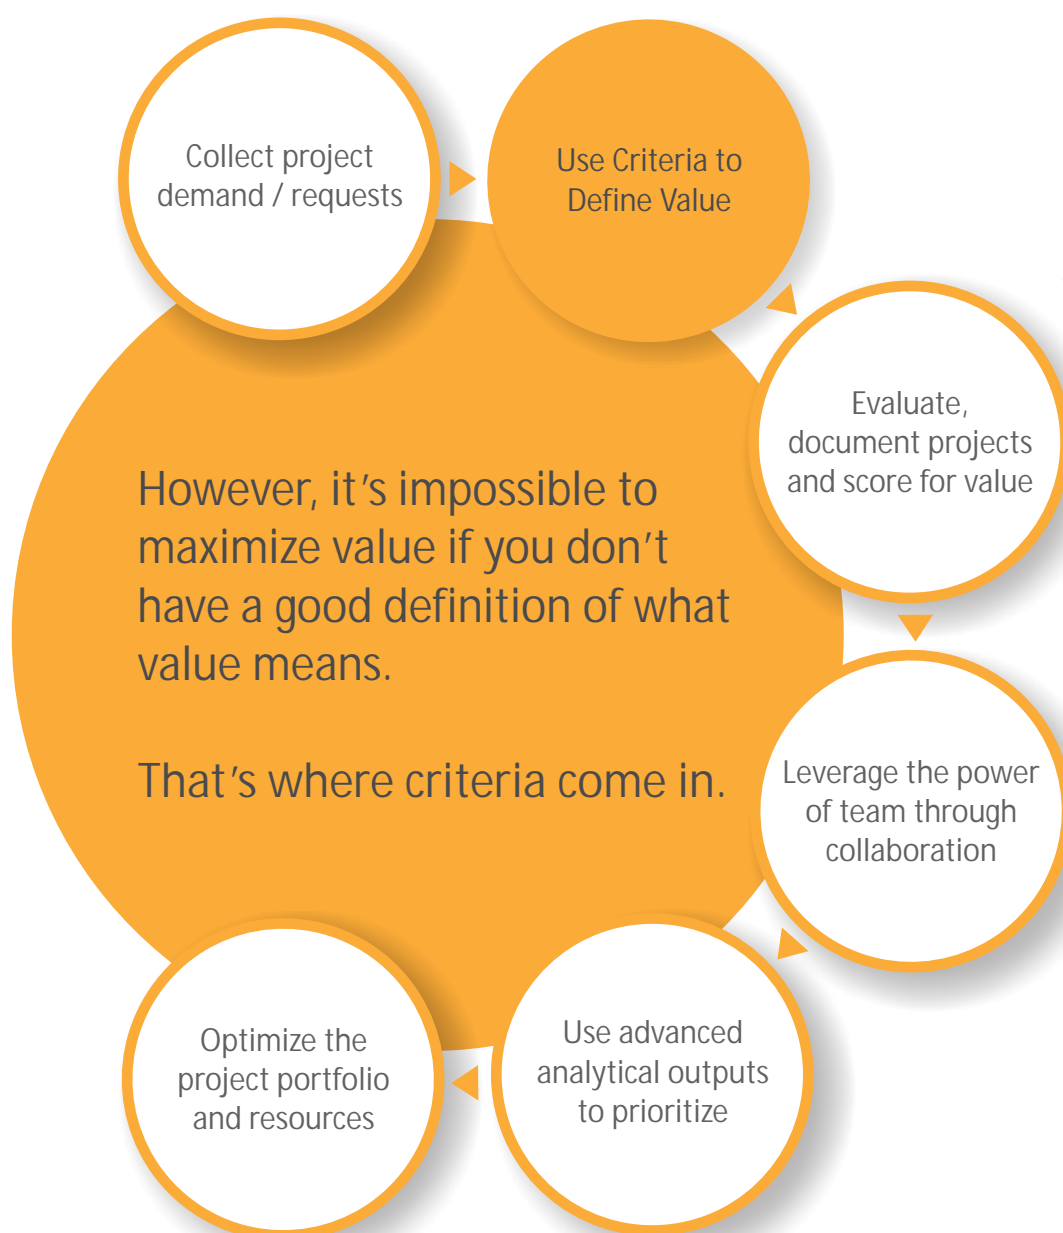 Collect project
demand / requests
Use Criteria to
Define Value
Evaluate,
document projects
and score for value
However, it's impossible to
maximize value if you don't
have a good definition of what
value means.
That's where criteria come in.
Leverage the power
of team through
collaboration
Use advanced
analytical outputs
to prioritize
Optimize the
project portfolio
and resources